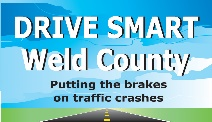 DRIVE SMART
Weld County
Putting the brakes
on traffic crashes